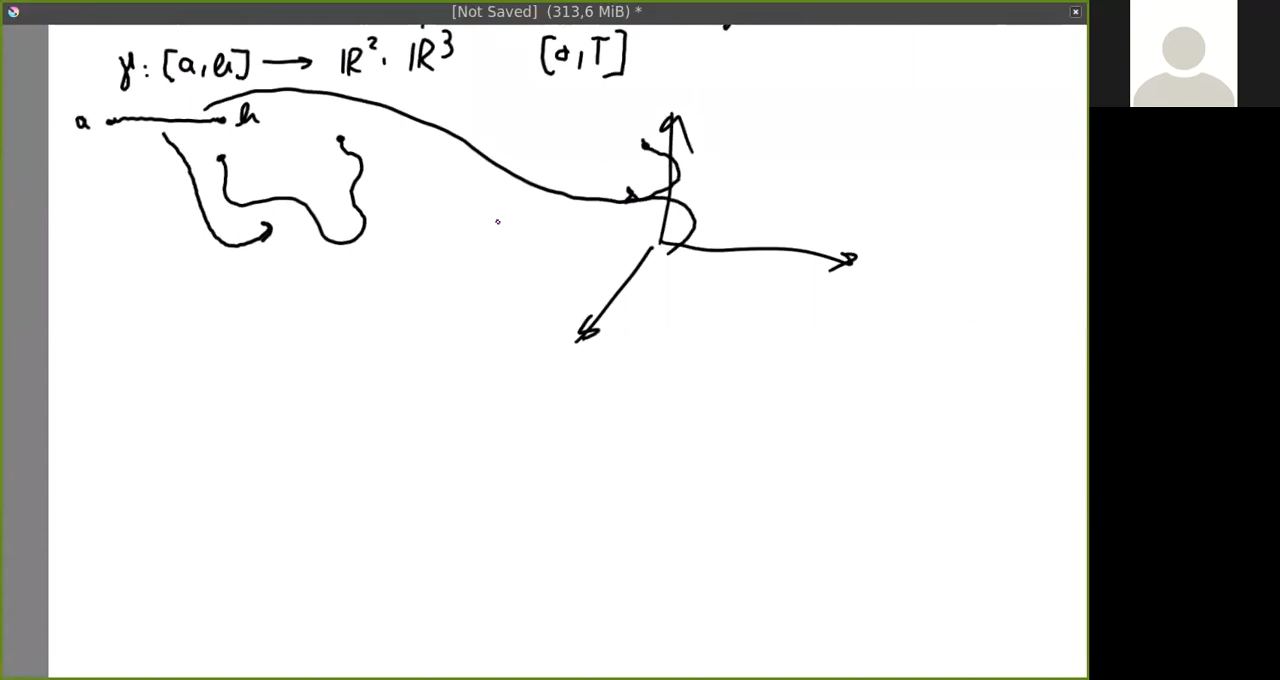 [Not Saved] (313,6 MiB) *
γ: [a,b] → ℝ², ℝ³ [0,T]
a b